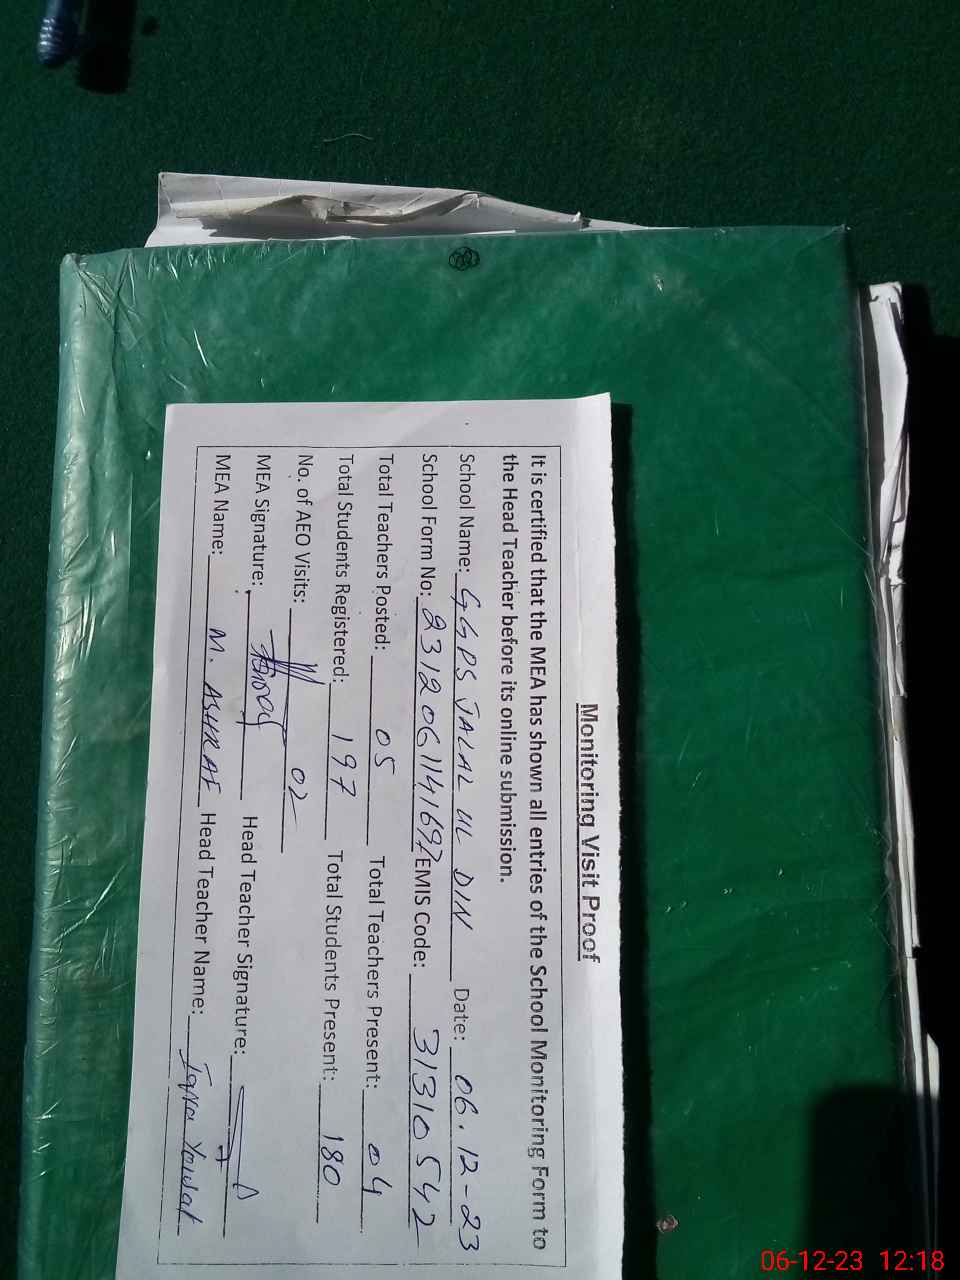 Monitoring Visit Proof
It is certified that the MEA has shown all entries of the School Monitoring Form to
the Head Teacher before its online submission.
School Name: GGPS JALAL UL DIN Date: 06.12-23
School Form No: 231206114169 EMIS Code: 31310542
Total Teachers Posted: 05 Total Teachers Present: 04
Total Students Registered: 197 Total Students Present: 180
No. of AEO Visits: 02
MEA Signature: Head Teacher Signature:
MEA Name: M. ASHRAF Head Teacher Name:
06-12-23 12:18